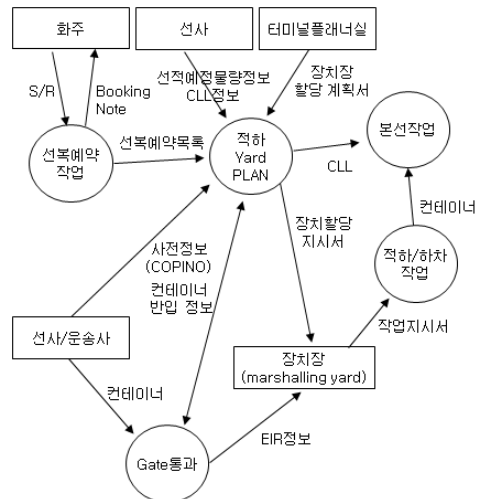 화주
선사
터미널플래너실
S/R
Booking
Note
선적예정물량정보
CLL정보
장치장
할당 계획서
선복예약
작업
선복예약목록
적하
Yard
PLAN
CLL
본선작업
컨테이너
적하/하차
작업
장치할당
지시서
사전정보
(COPINO)
컨테이너
반입 정보
선사/운송사
작업지시서
장치장
(marshalling yard)
컨테이너
EIR정보
Gate통과